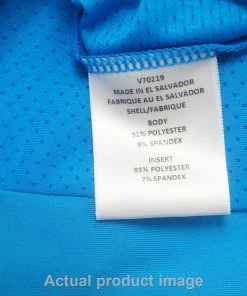 V70219
MADE IN EL SALVADOR
FABRIQUE AU EL SALVADOR
SHELL/FABRIQUE
BODY
91% POLYESTER
9% SPANDEX
INSERT
93% POLYESTER
7% SPANDEX
Actual product image